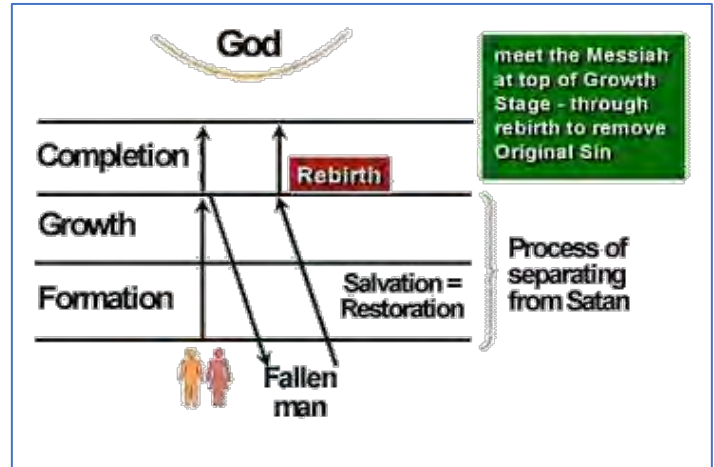 God
meet the Messiah
at top of Growth
Stage - through
rebirth to remove
Original Sin
Completion
Rebirth
Growth
Formation
Salvation =
Restoration
Process of
separating
from Satan
Fallen
man